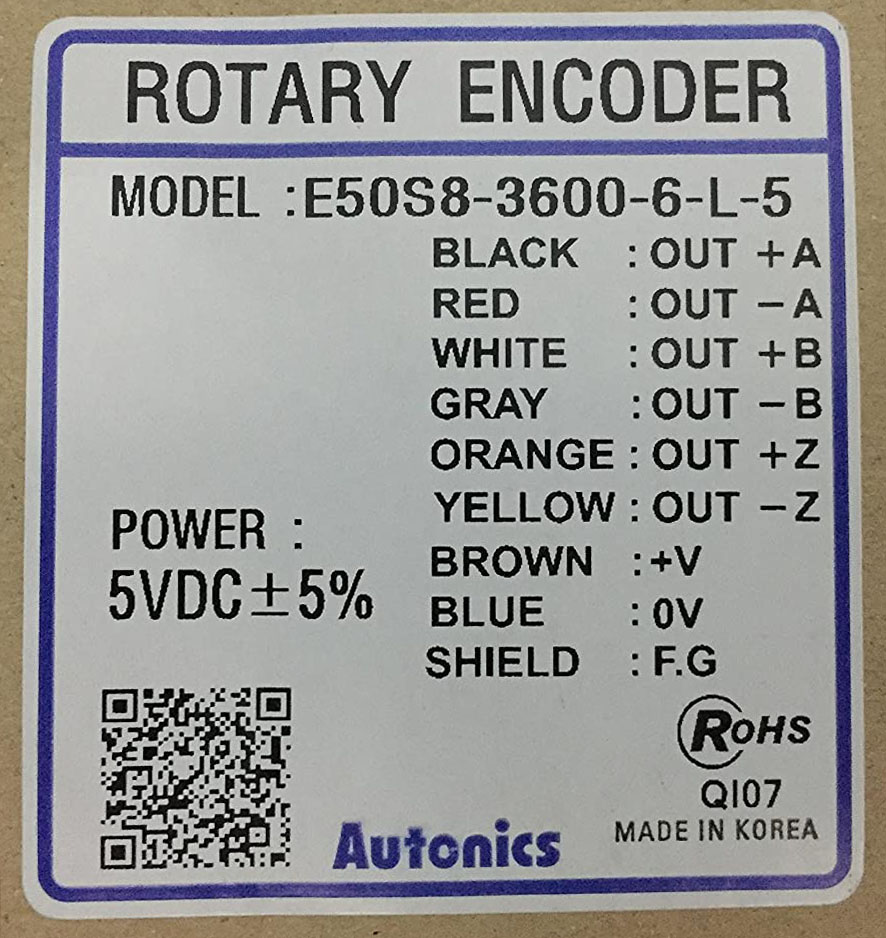 ROTARY ENCODER
MODEL :E50S8-3600-6-L-5
BLACK : OUT +A
RED : OUT -A
WHITE : OUT +B
GRAY : OUT -B
ORANGE : OUT +Z
YELLOW : OUT -Z
BROWN : +V
BLUE : 0V
SHIELD : F.G
POWER :
5VDC±5%
RoHS
QI07
MADE IN KOREA
Autonics